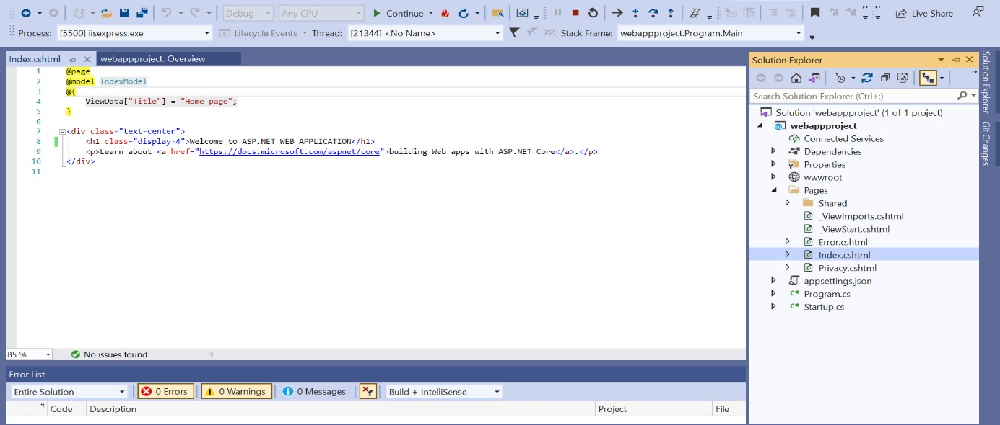 Debug Any CPU Continue Live Share
Process: [5500] iisexpress.exe Lifecycle Events Thread: [21344] <No Name> Stack Frame: webappproject.Program.Main
Index.cshtml webappproject: Overview
1 @page
2 @model IndexModel
3 @{
4 ViewData["Title"] = "Home page";
5 }
6
7 <div class="text-center">
8 <h1 class="display-4">Welcome to ASP.NET WEB APPLICATION</h1>
9 <p>Learn about <a href="https://docs.microsoft.com/aspnet/core">building Web apps with ASP.NET Core</a>.</p>
10 </div>
11
85 % No issues found
Error List
Entire Solution 0 Errors 0 Warnings 0 Messages Build + IntelliSense
Code Description Project File
Solution Explorer
Search Solution Explorer (Ctrl+;)
Solution 'webappproject' (1 of 1 project)
webappproject
Connected Services
Dependencies
Properties
wwwroot
Pages
Shared
_ViewImports.cshtml
_ViewStart.cshtml
Error.cshtml
Index.cshtml
Privacy.cshtml
appsettings.json
C# Program.cs
C# Startup.cs
Solution Explorer
Git Changes